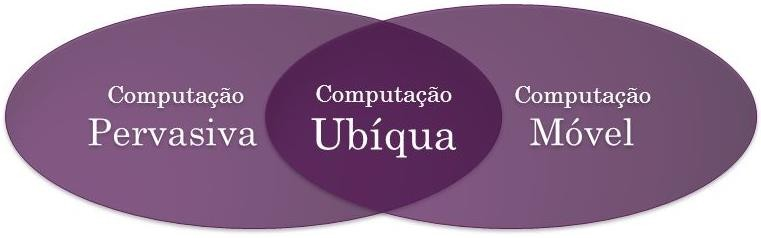 Computação
Pervasiva
Computação
Ubíqua
Computação
Móvel